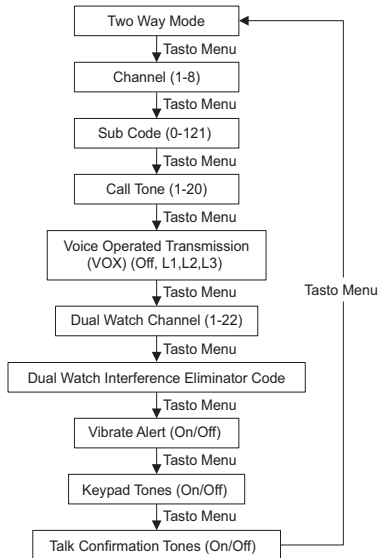 Two Way Mode
Tasto Menu
Channel (1-8)
Tasto Menu
Sub Code (0-121)
Tasto Menu
Call Tone (1-20)
Tasto Menu
Voice Operated Transmission
(VOX) (Off, L1,L2,L3)
Tasto Menu
Tasto Menu
Dual Watch Channel (1-22)
Tasto Menu
Dual Watch Interference Eliminator Code
Tasto Menu
Vibrate Alert (On/Off)
Tasto Menu
Keypad Tones (On/Off)
Tasto Menu
Talk Confirmation Tones (On/Off)